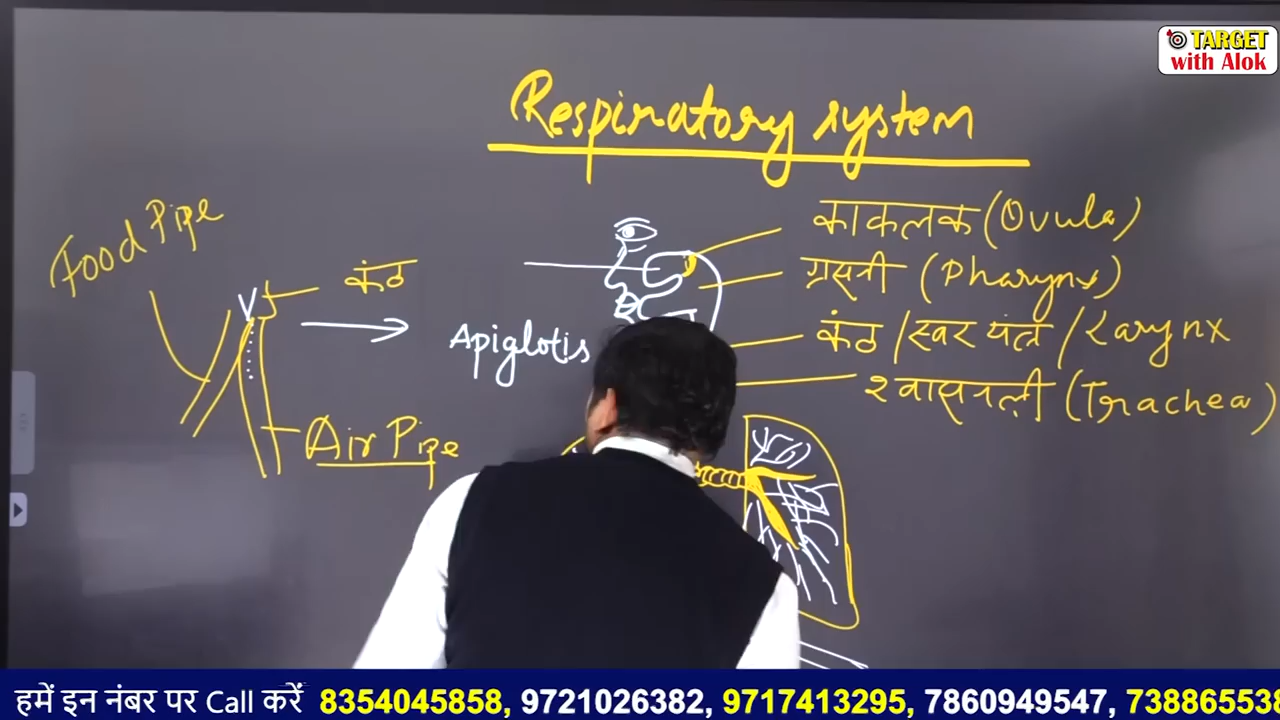 TARGET
with Alok
Respiratory system
Food Pipe
काकलक (Ovula)
ग्रसनी (Pharynx)
कंठ
कंठ / स्वर यंत्र / Larynx
Apiglotis
श्वासनली (Trachea)
Air Pipe
हमें इन नंबर पर Call करें 8354045858, 9721026382, 9717413295, 7860949547, 738865538